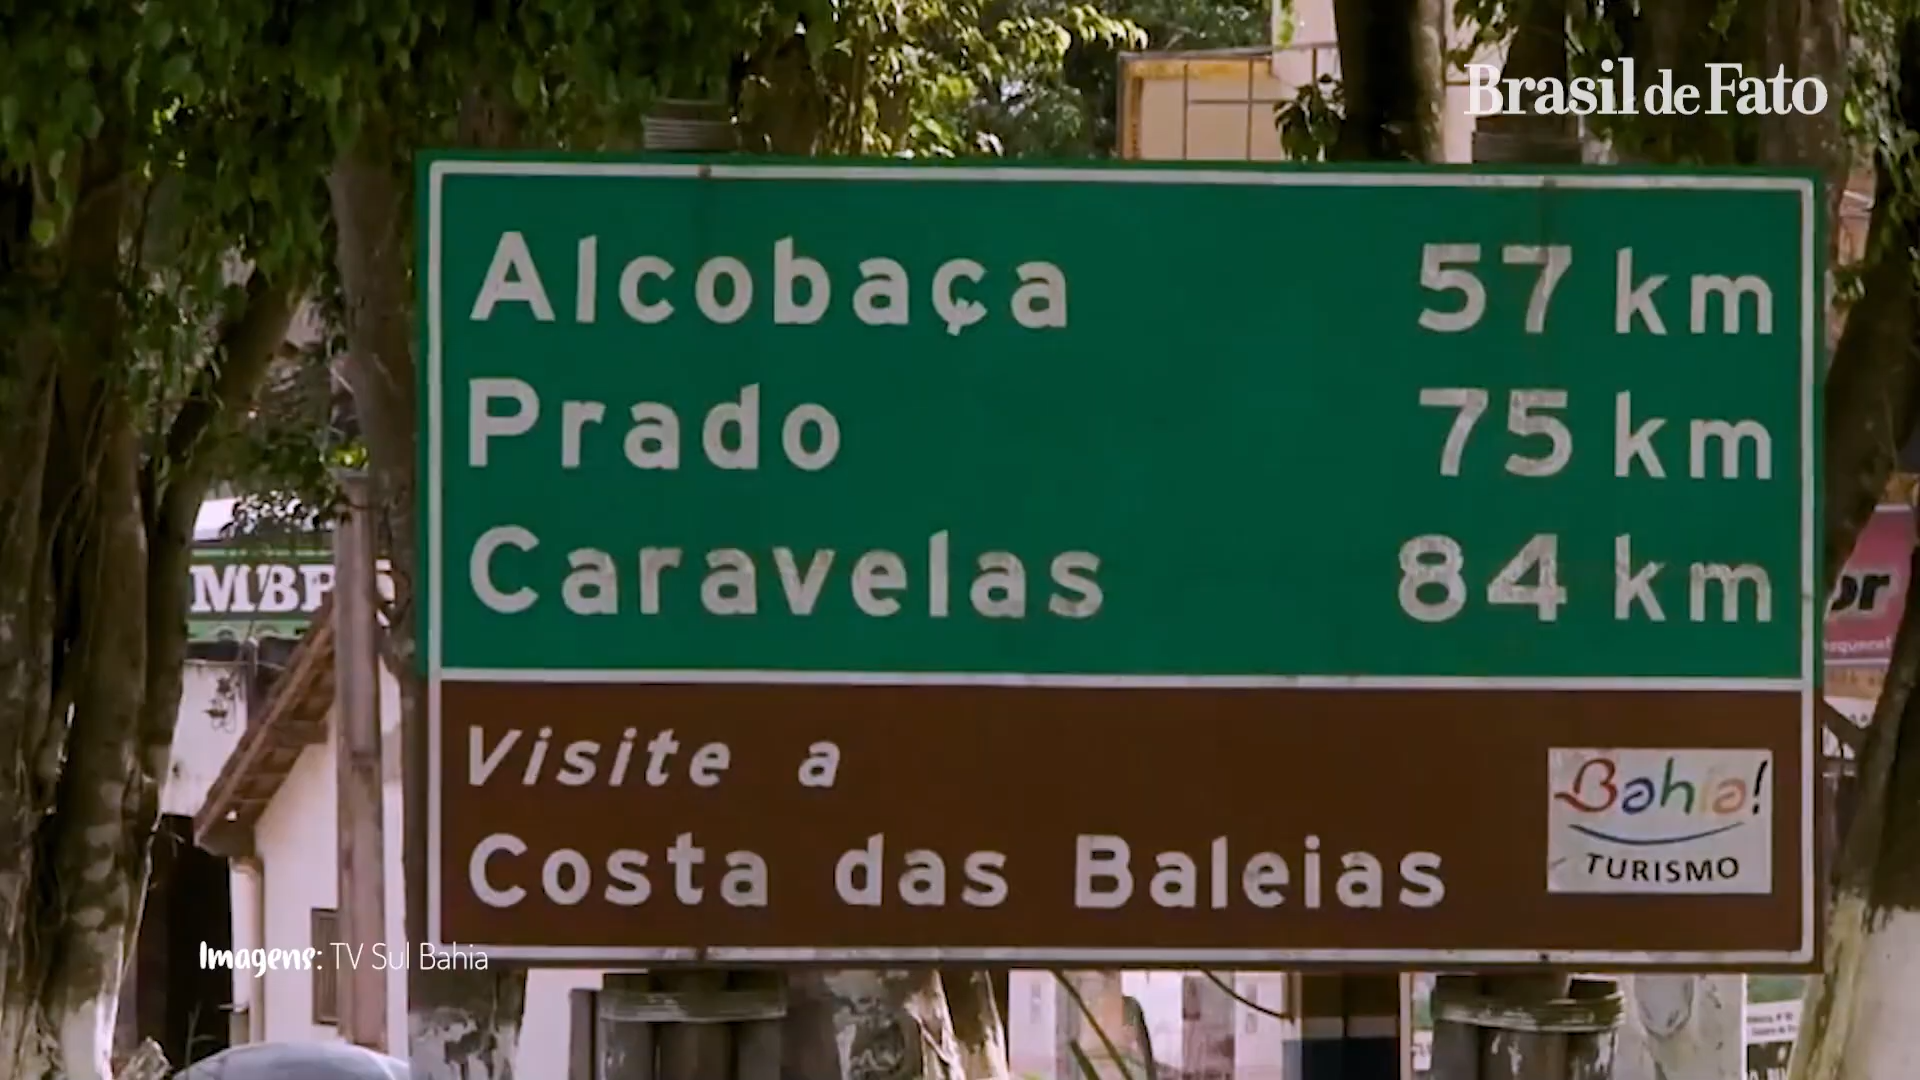 Brasil de Fato
Alcobaça 57 km
Prado 75 km
Caravelas 84 km
Visite a
Costa das Baleias
Bahia!
TURISMO
Imagens: TV Sul Bahia